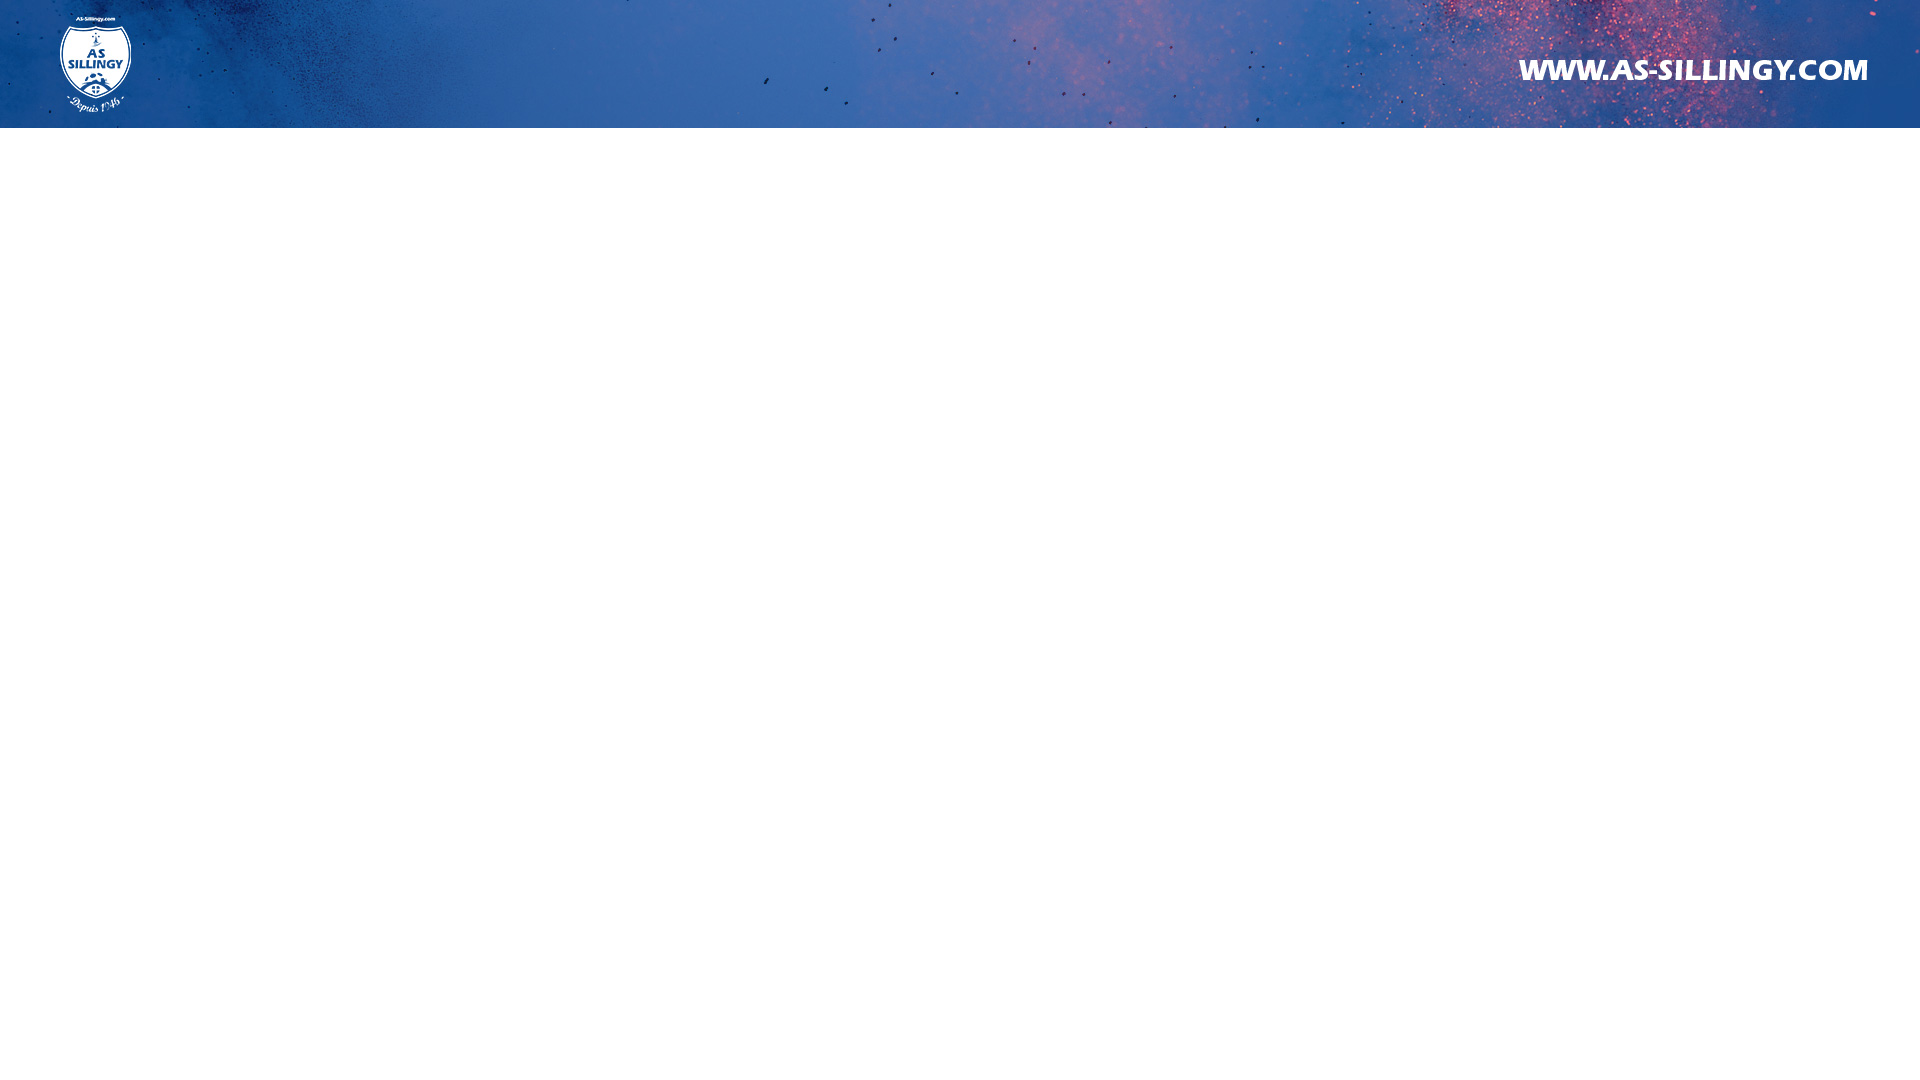 AS-Sillingy.com
AS
SILLINGY
- Depuis 1946 -
WWW.AS-SILLINGY.COM